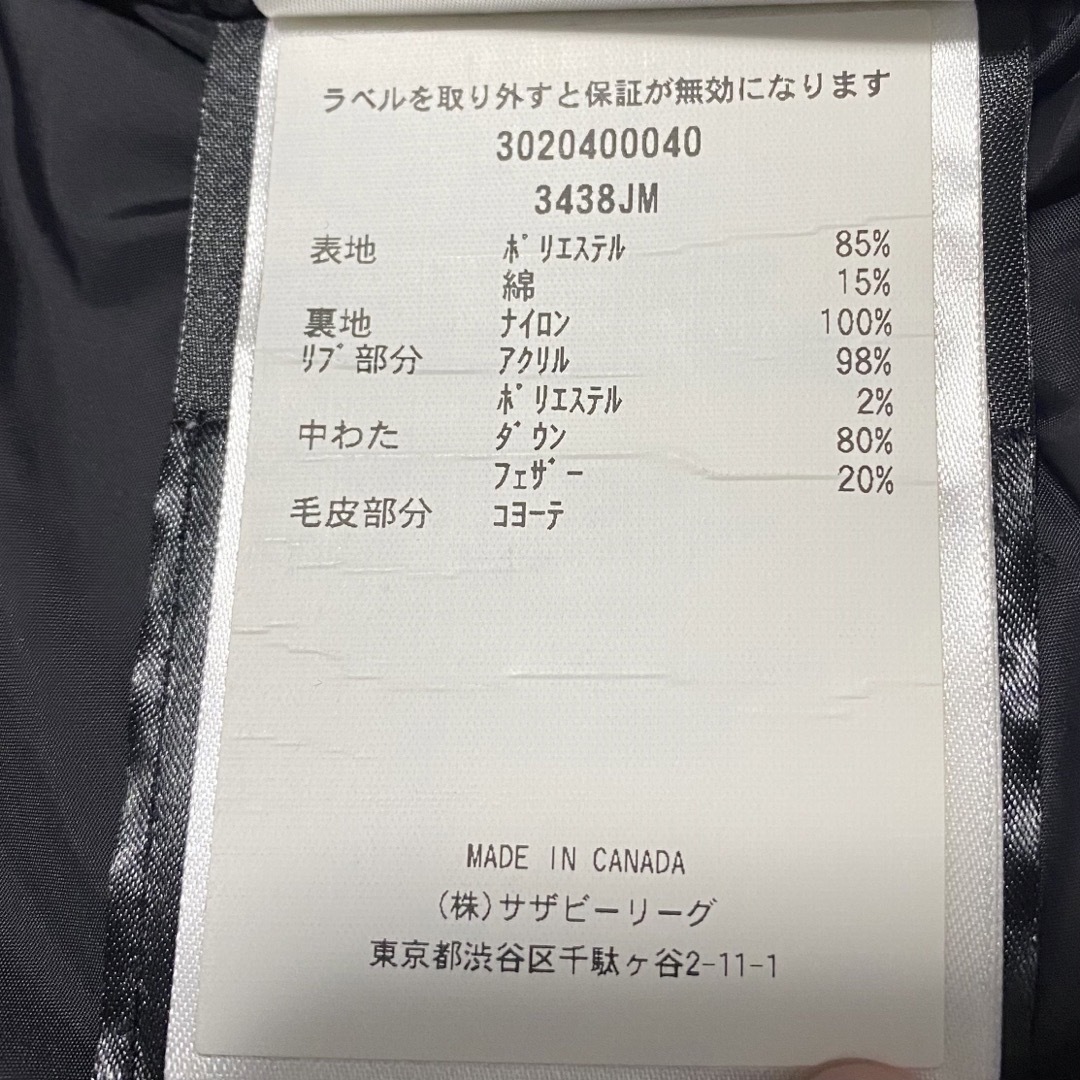 ラベルを取り外すと保証が無効になります
3020400040
3438JM
表地 ﾎﾟﾘｴｽﾃﾙ 85%
綿 15%
裏地 ﾅｲﾛﾝ 100%
ﾘﾌﾞ部分 ｱｸﾘﾙ 98%
ﾎﾟﾘｴｽﾃﾙ 2%
中わた ﾀﾞｳﾝ 80%
ﾌｪｻﾞｰ 20%
毛皮部分 ｺﾖｰﾃ
MADE IN CANADA
(株)サザビーリーグ
東京都渋谷区千駄ヶ谷2-11-1